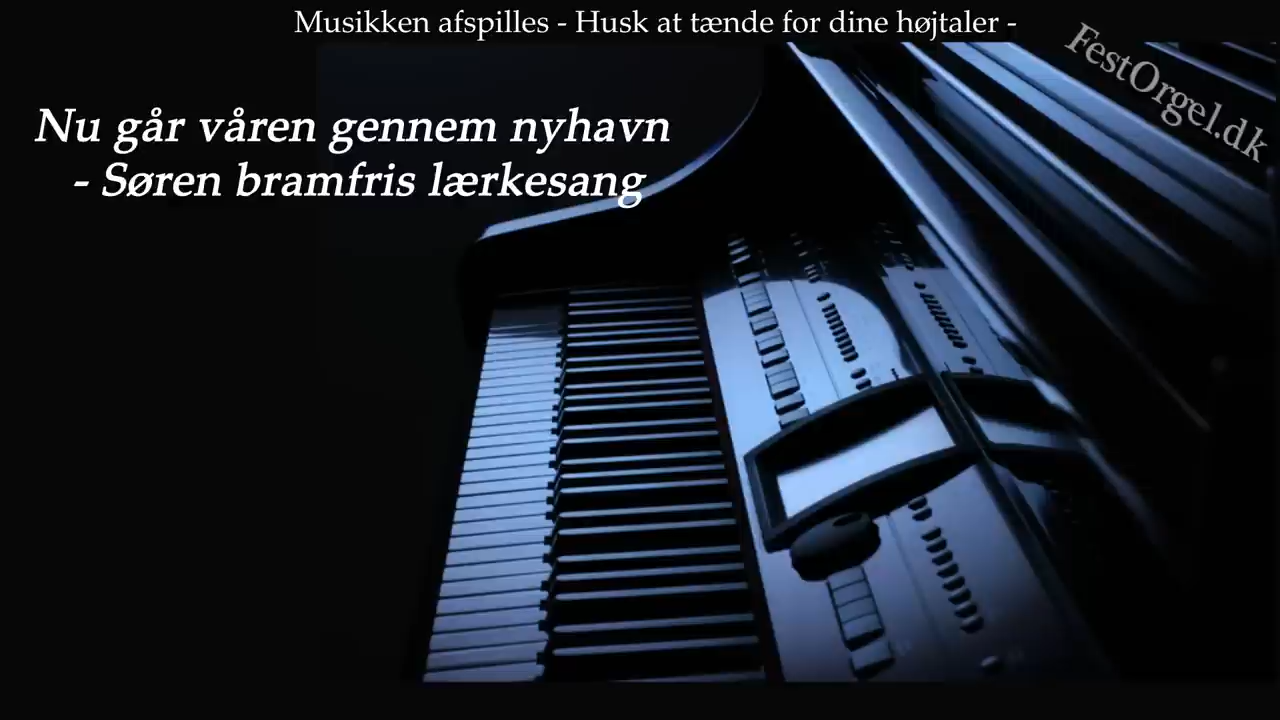 Musikken afspilles - Husk at tænde for dine højtaler -
FestOrgel.dk
Nu går våren gennem nyhavn
- Søren bramfris lærkesang